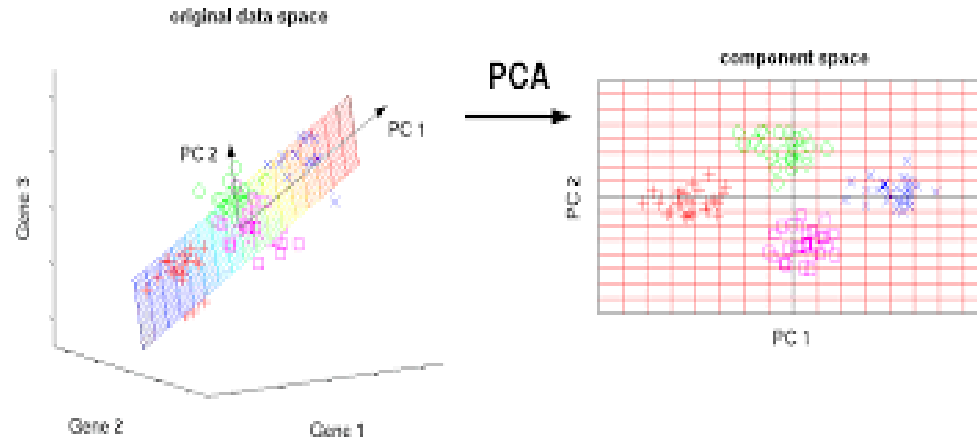 original data space
PCA
component space
PC 1
PC 2
Gene 3
PC 2
PC 1
Gene 2
Gene 1